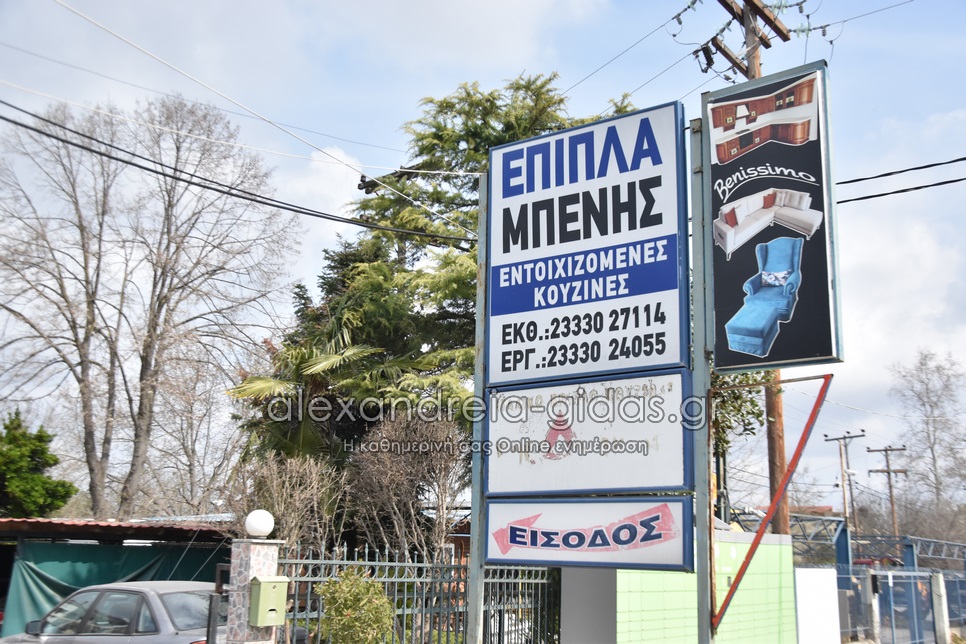 ΕΠΙΠΛΑ
ΜΠΕΝΗΣ
ΕΝΤΟΙΧΙΖΟΜΕΝΕΣ
ΚΟΥΖΙΝΕΣ
ΕΚΘ.:23330 27114
ΕΡΓ.:23330 24055
Benissimo
alexandreia-gidas.gr
Η καθημερινή σας Online ενημέρωση
ΕΙΣΟΔΟΣ